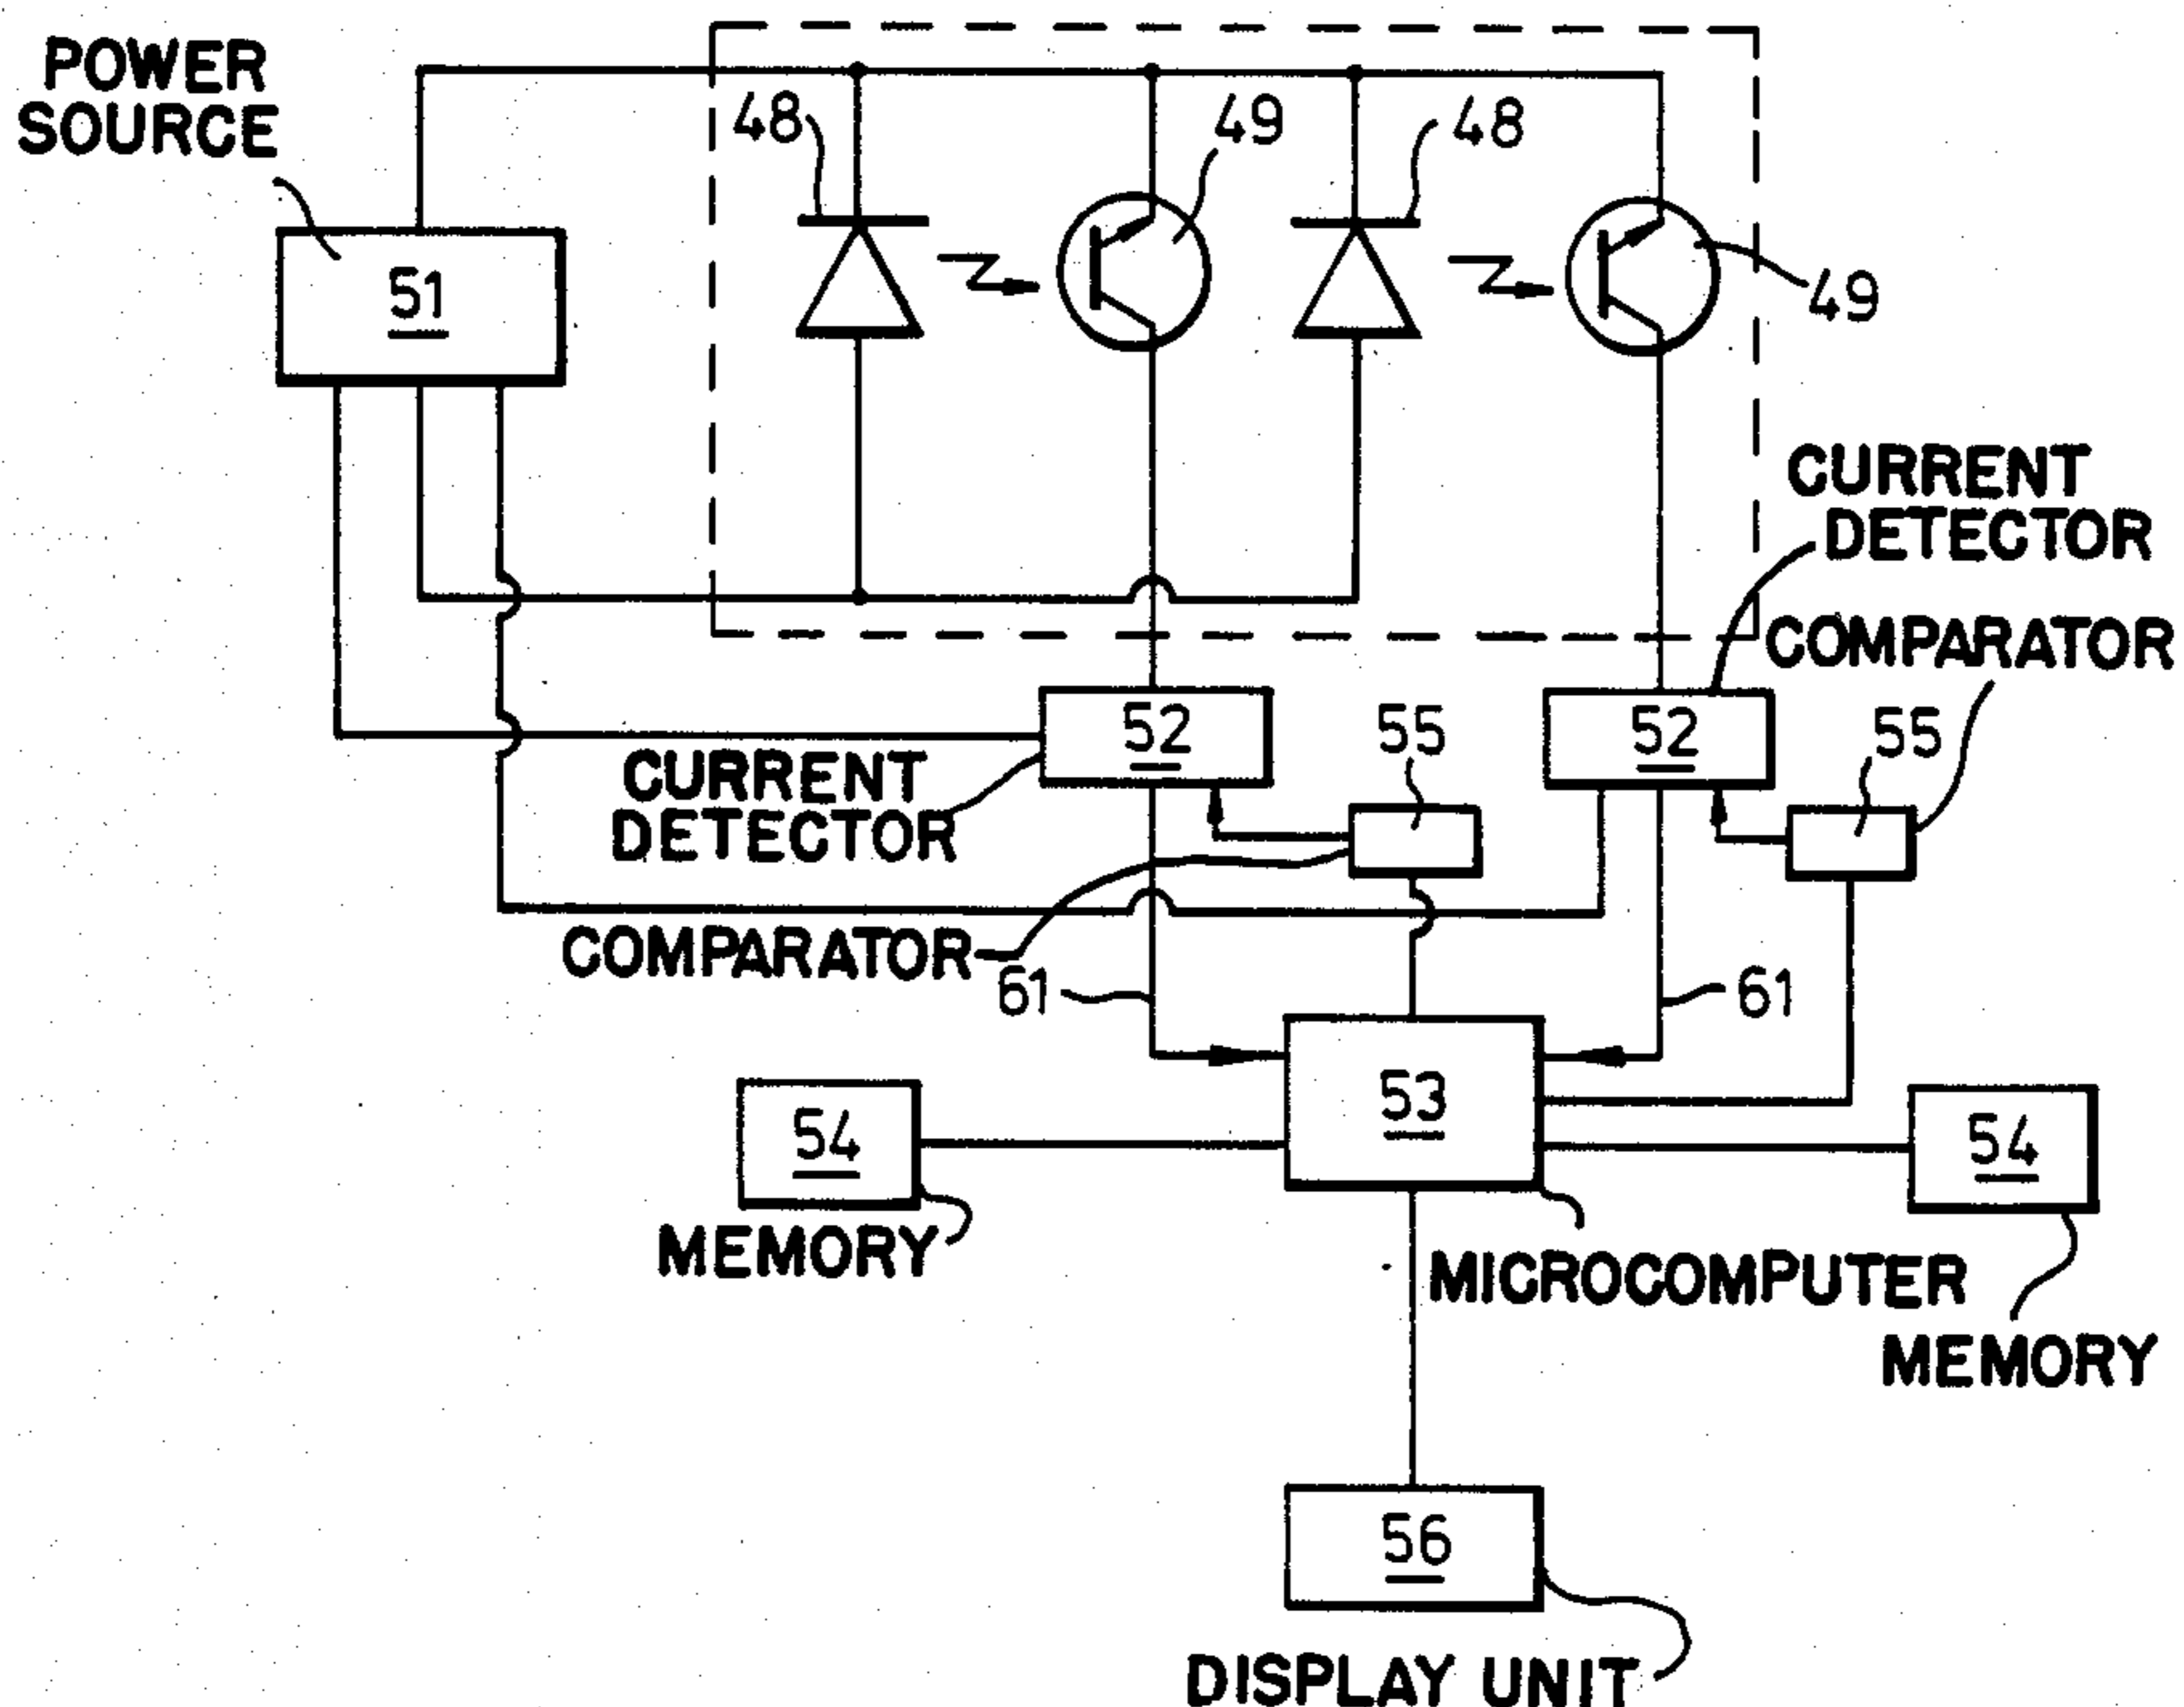 POWER
SOURCE
48
49
48
49
51
CURRENT
DETECTOR
COMPARATOR
52
55
52
55
CURRENT
DETECTOR
COMPARATOR
61
61
53
54
54
MEMORY
MICROCOMPUTER
MEMORY
56
DISPLAY UNIT